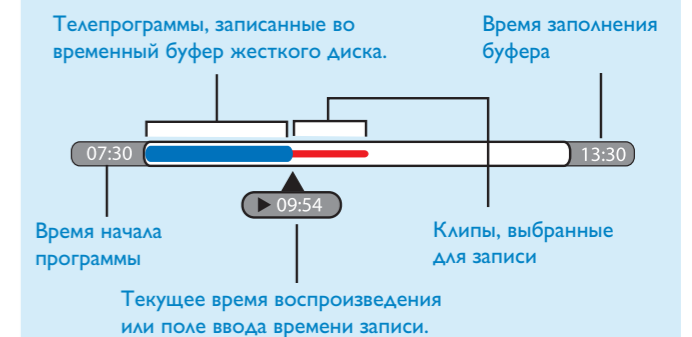 Телепрограммы, записанные во
временный буфер жесткого диска.
Время заполнения
буфера
07:30
13:30
▶ 09:54
Время начала
программы
Клипы, выбранные
для записи
Текущее время воспроизведения
или поле ввода времени записи.